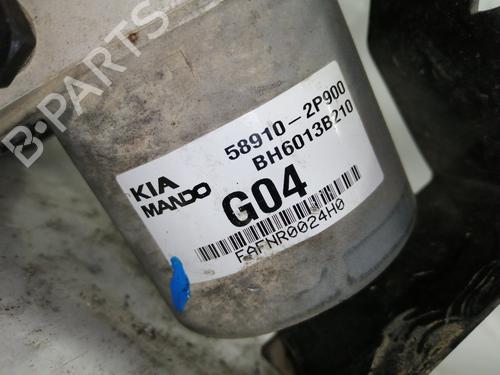 B-PARTS
58910-2P900
BH6013B210
KIA
MANDO
G04
FAFNR0024H0